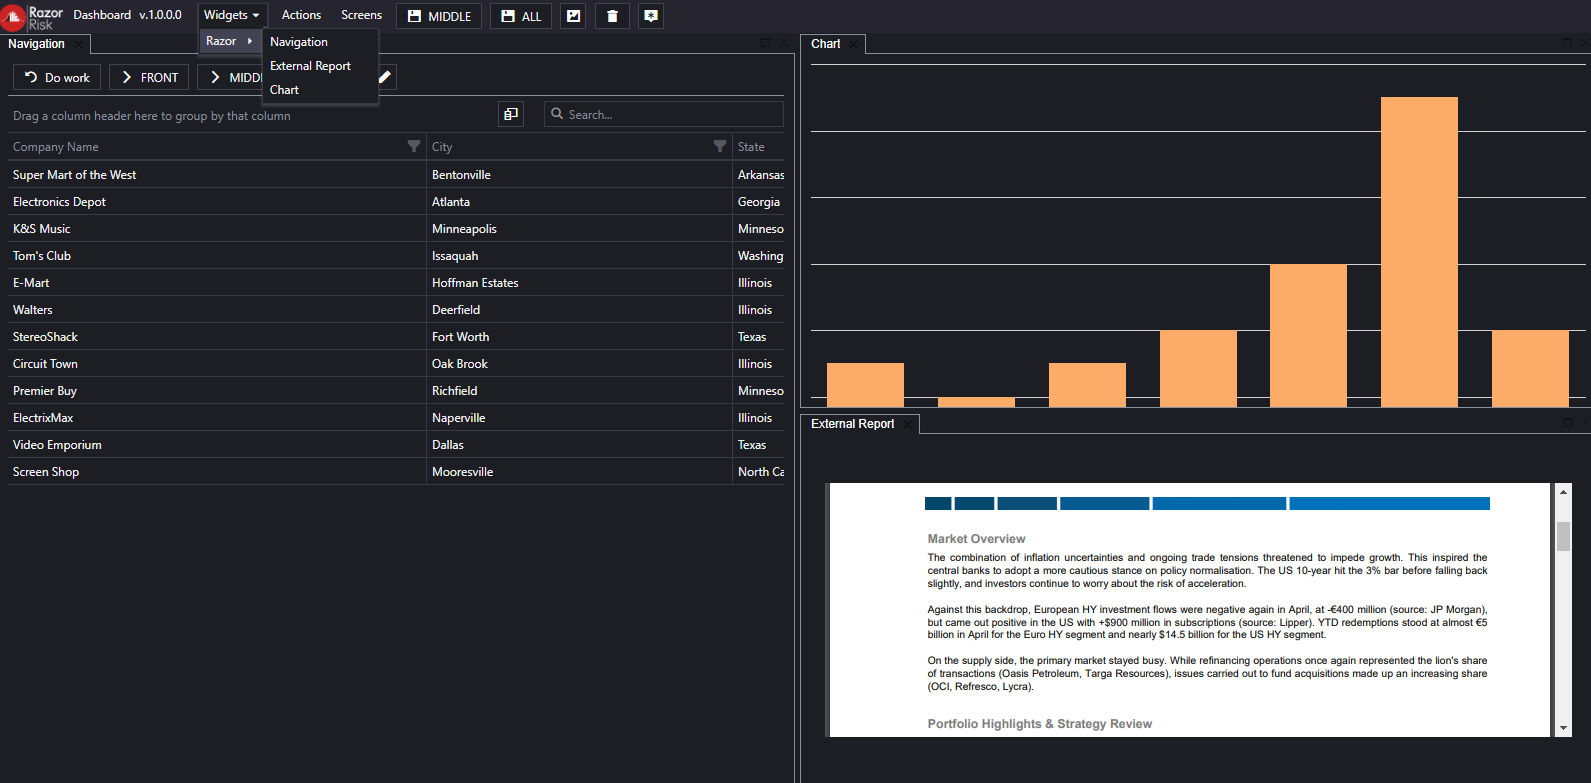 Razor
Risk
Dashboard v.1.0.0.0
Widgets
Actions
Screens
MIDDLE
ALL
Razor
Navigation
External Report
Chart
Navigation
Do work
FRONT
Drag a column header here to group by that column
Search...
Company Name City State
Super Mart of the West Bentonville Arkansas
Electronics Depot Atlanta Georgia
K&S Music Minneapolis Minneso
Tom's Club Issaquah Washing
E-Mart Hoffman Estates Illinois
Walters Deerfield Illinois
StereoShack Fort Worth Texas
Circuit Town Oak Brook Illinois
Premier Buy Richfield Minneso
ElectrixMax Naperville Illinois
Video Emporium Dallas Texas
Screen Shop Mooresville North Ca
Chart
External Report
Market Overview
The combination of inflation uncertainties and ongoing trade tensions threatened to impede growth. This inspired the
central banks to adopt a more cautious stance on policy normalisation. The US 10-year hit the 3% bar before falling back
slightly, and investors continue to worry about the risk of acceleration.
Against this backdrop, European HY investment flows were negative again in April, at -€400 million (source: JP Morgan),
but came out positive in the US with +$900 million in subscriptions (source: Lipper). YTD redemptions stood at almost €5
billion in April for the Euro HY segment and nearly $14.5 billion for the US HY segment.
On the supply side, the primary market stayed busy. While refinancing operations once again represented the lion's share
of transactions (Oasis Petroleum, Targa Resources), issues carried out to fund acquisitions made up an increasing share
(OCI, Refresco, Lycra).
Portfolio Highlights & Strategy Review